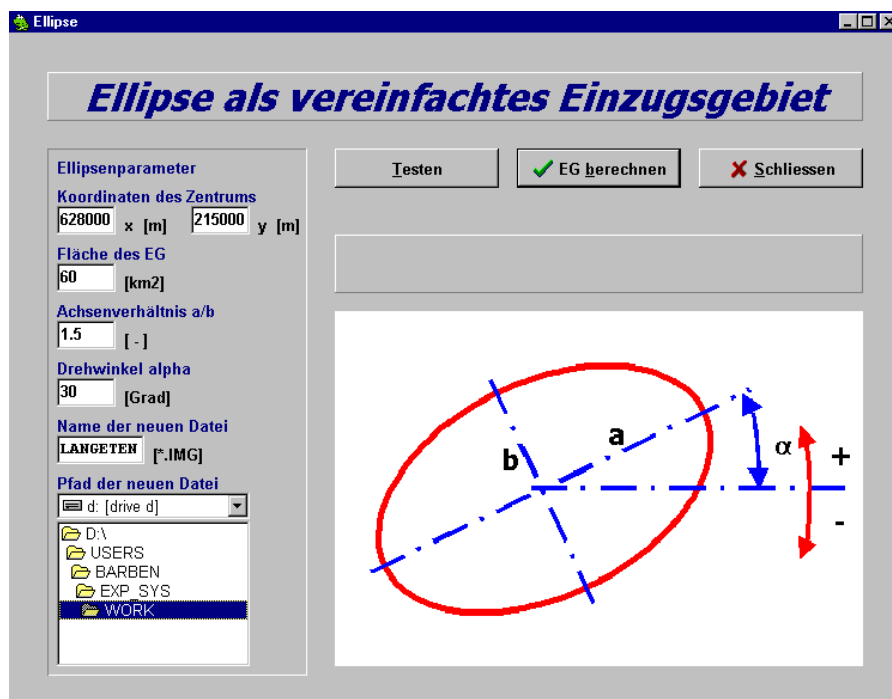 Ellipse
Ellipse als vereinfachtes Einzugsgebiet
Ellipsenparameter
Koordinaten des Zentrums
628000 x [m] 215000 y [m]
Fläche des EG
60 [km2]
Achsenverhältnis a/b
1.5 [ - ]
Drehwinkel alpha
30 [Grad]
Name der neuen Datei
LANGETEN [*.IMG]
Pfad der neuen Datei
d: [drive d]
D:\
USERS
BARBEN
EXP_SYS
WORK
Testen
EG berechnen
Schliessen
a
b
α
+
-